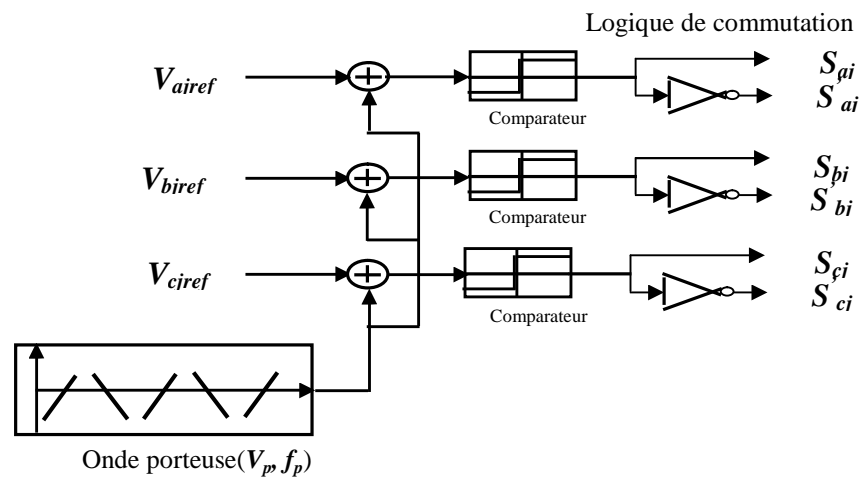 Logique de commutation
V_airef
Comparateur
S_ai
S'_ai
V_biref
Comparateur
S_bi
S'_bi
V_ciref
Comparateur
S_ci
S'_ci
Onde porteuse(V_p, f_p)